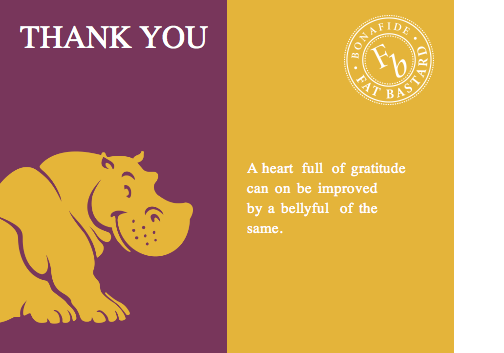 THANK YOU
BONAFIDE
Fb
FAT BASTARD
A heart full of gratitude
can on be improved
by a bellyful of the
same.